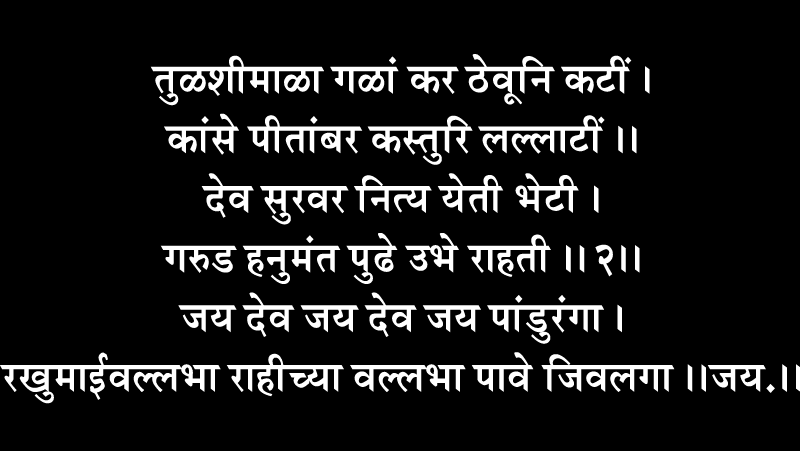 तुळशीमाळा गळां कर ठेवूनि कटीं ।
कांसे पीतांबर कस्तुरि लल्लाटीं ।।
देव सुरवर नित्य येती भेटी ।
गरुड हनुमंत पुढे उभे राहती ।। २।।
जय देव जय देव जय पांडुरंगा ।
रखुमाईवल्लभा राहीच्या वल्लभा पावे जिवलगा ।।जय.।।